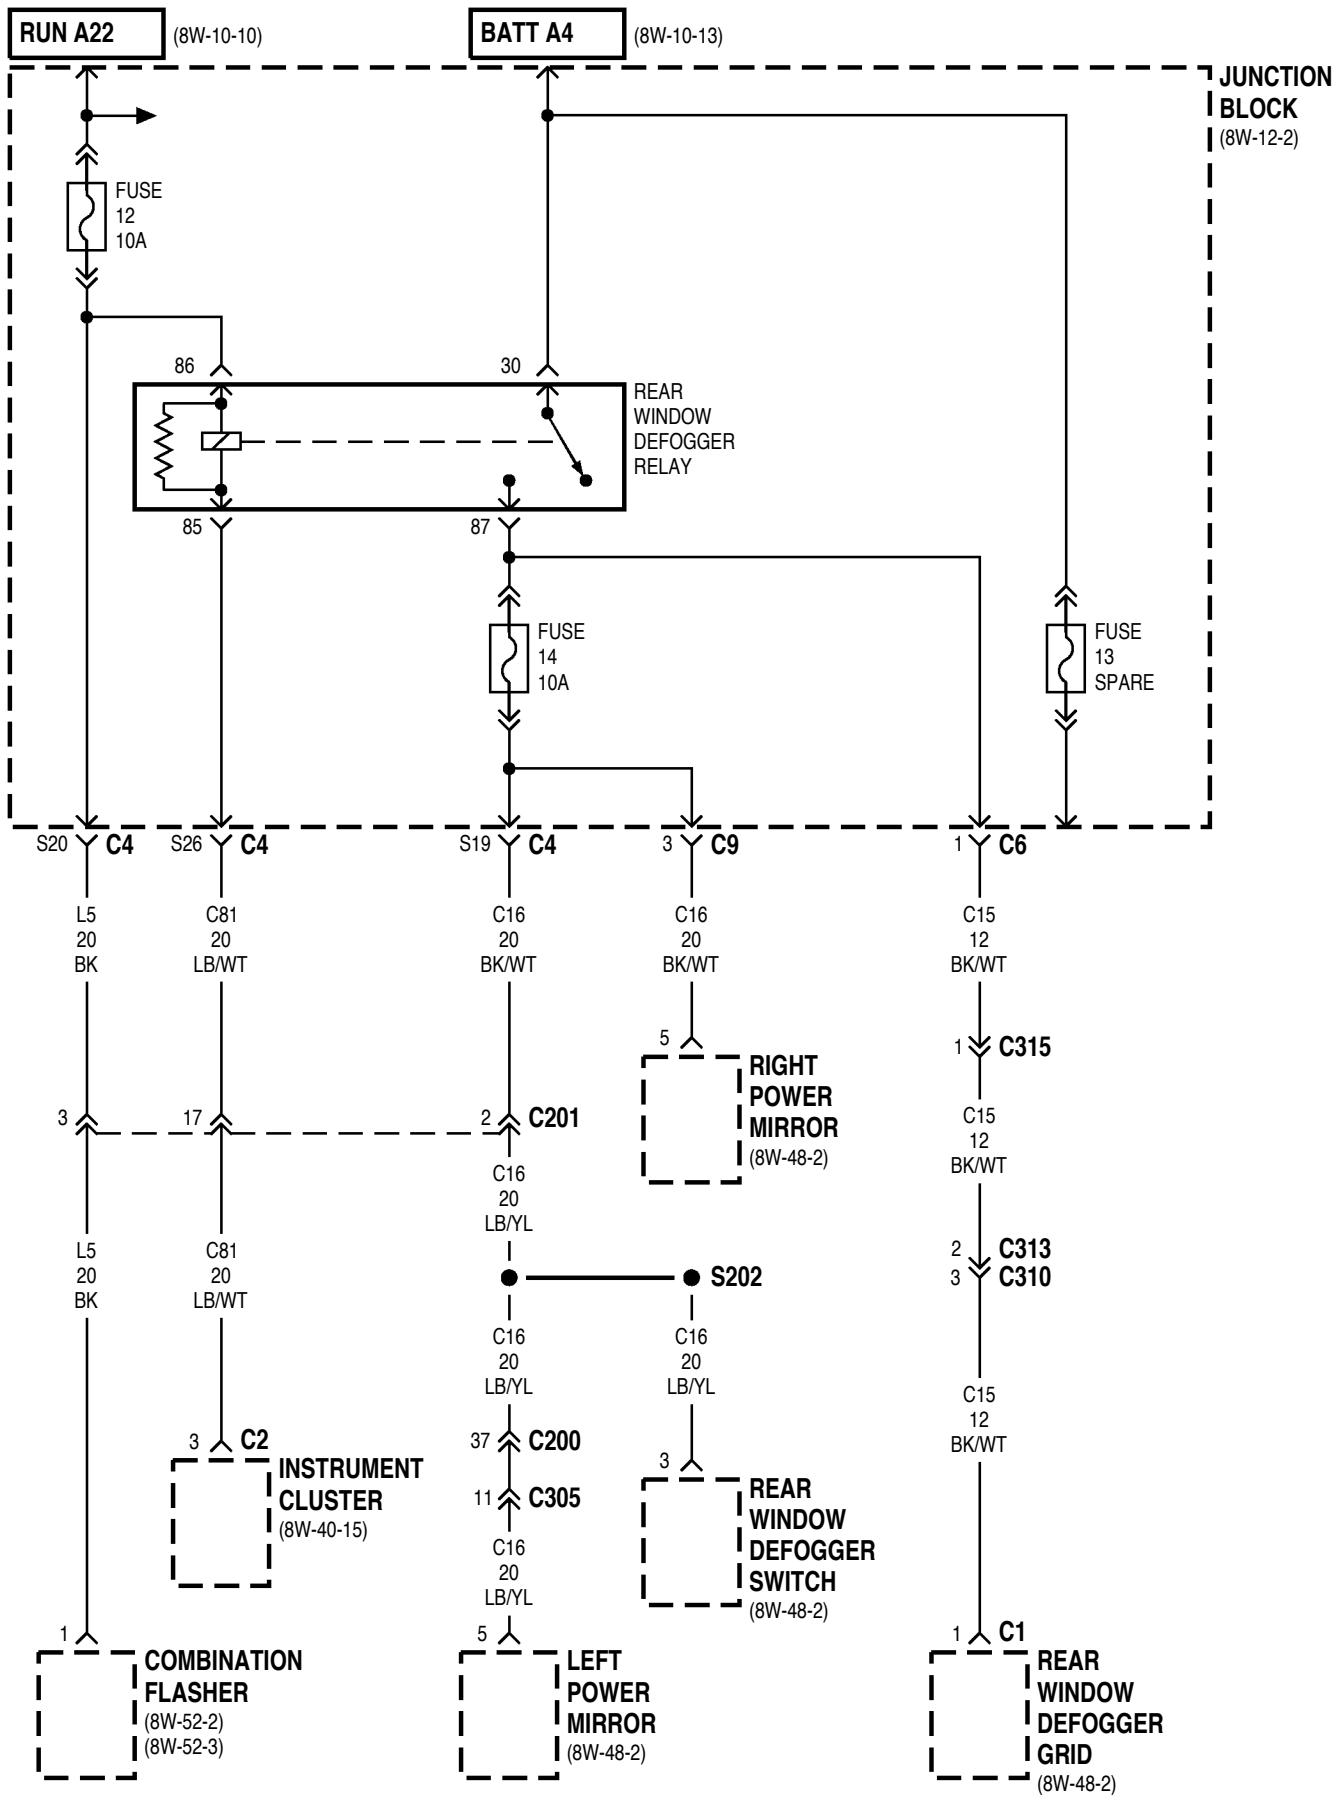 RUN A22 (8W-10-10)
BATT A4 (8W-10-13)
JUNCTION
BLOCK
(8W-12-2)
FUSE
12
10A
86
30
REAR
WINDOW
DEFOGGER
RELAY
85
87
FUSE
14
10A
FUSE
13
SPARE
S20 C4
S26 C4
S19 C4
3 C9
1 C6
L5
20
BK
C81
20
LB/WT
C16
20
BK/WT
C16
20
BK/WT
C15
12
BK/WT
5
RIGHT
POWER
MIRROR
(8W-48-2)
1 C315
3
17
2 C201
C15
12
BK/WT
C16
20
LB/YL
L5
20
BK
C81
20
LB/WT
S202
2 C313
3 C310
C16
20
LB/YL
C16
20
LB/YL
C15
12
BK/WT
3 C2
INSTRUMENT
CLUSTER
(8W-40-15)
37 C200
11 C305
3
REAR
WINDOW
DEFOGGER
SWITCH
(8W-48-2)
C16
20
LB/YL
1
COMBINATION
FLASHER
(8W-52-2)
(8W-52-3)
5
LEFT
POWER
MIRROR
(8W-48-2)
1 C1
REAR
WINDOW
DEFOGGER
GRID
(8W-48-2)